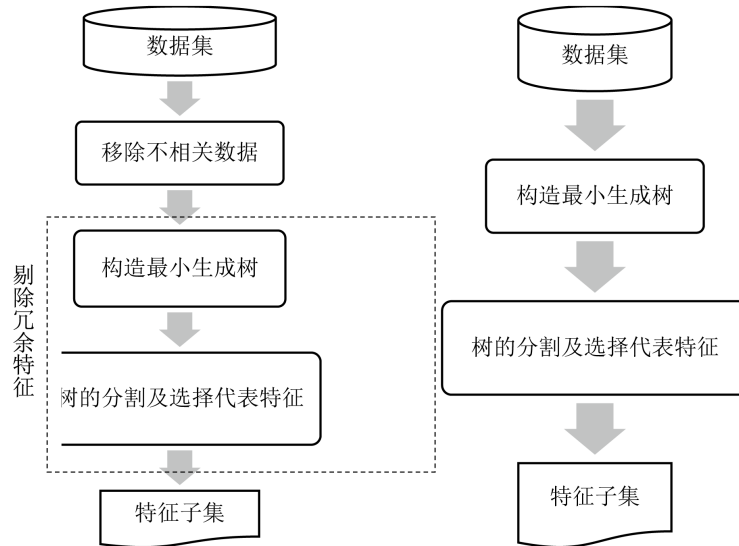 数据集
移除不相关数据
构造最小生成树
树的分割及选择代表特征
特征子集
剔除冗余特征
数据集
构造最小生成树
树的分割及选择代表特征
特征子集